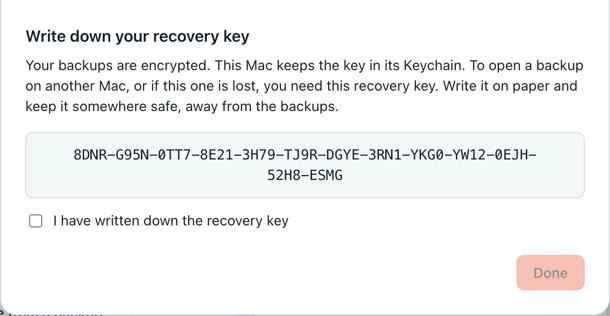 Write down your recovery key
Your backups are encrypted. This Mac keeps the key in its Keychain. To open a backup
on another Mac, or if this one is lost, you need this recovery key. Write it on paper and
keep it somewhere safe, away from the backups.
8DNR-G95N-0TT7-8E21-3H79-TJ9R-DGYE-3RN1-YKG0-YW12-0EJH-
52H8-ESMG
I have written down the recovery key
Done